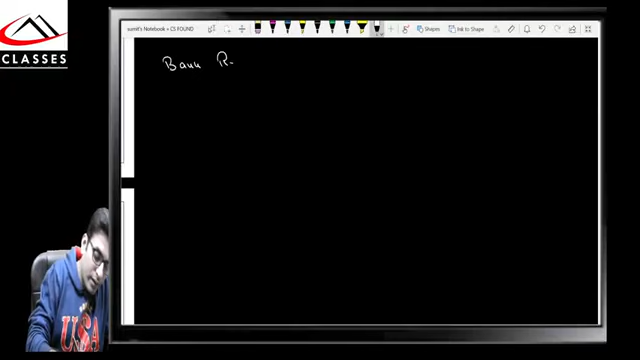 CLASSES
sumit's Notebook » CS FOUND
Shapes
Ink to Shape
Bank R
USA